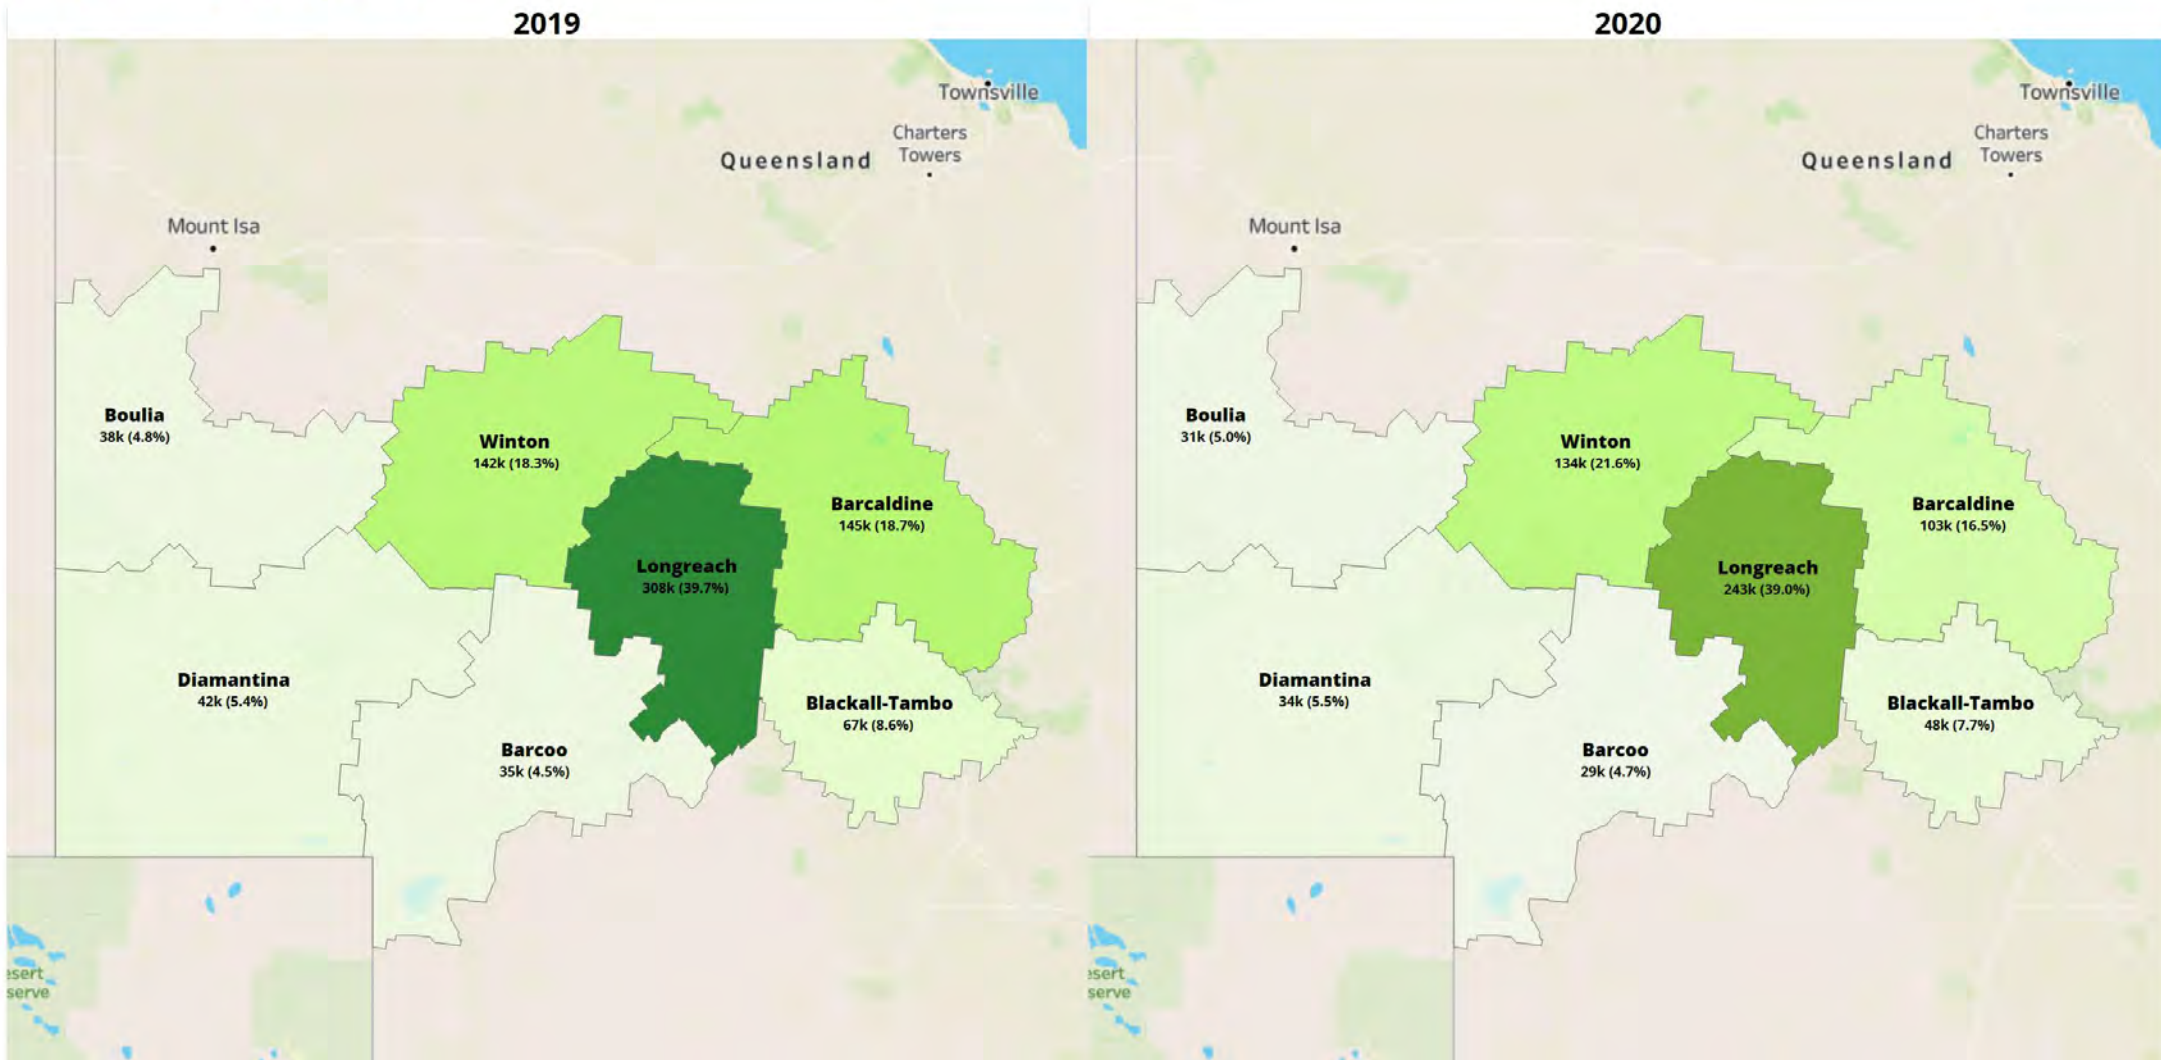 2019
Townsville
Charters
Towers
Queensland
Mount Isa
Boulia
38k (4.8%)
Winton
142k (18.3%)
Barcaldine
145k (18.7%)
Longreach
308k (39.7%)
Diamantina
42k (5.4%)
Blackall-Tambo
67k (8.6%)
Barcoo
35k (4.5%)
esert
serve
2020
Townsville
Charters
Towers
Queensland
Mount Isa
Boulia
31k (5.0%)
Winton
134k (21.6%)
Barcaldine
103k (16.5%)
Longreach
243k (39.0%)
Diamantina
34k (5.5%)
Blackall-Tambo
48k (7.7%)
Barcoo
29k (4.7%)
esert
serve